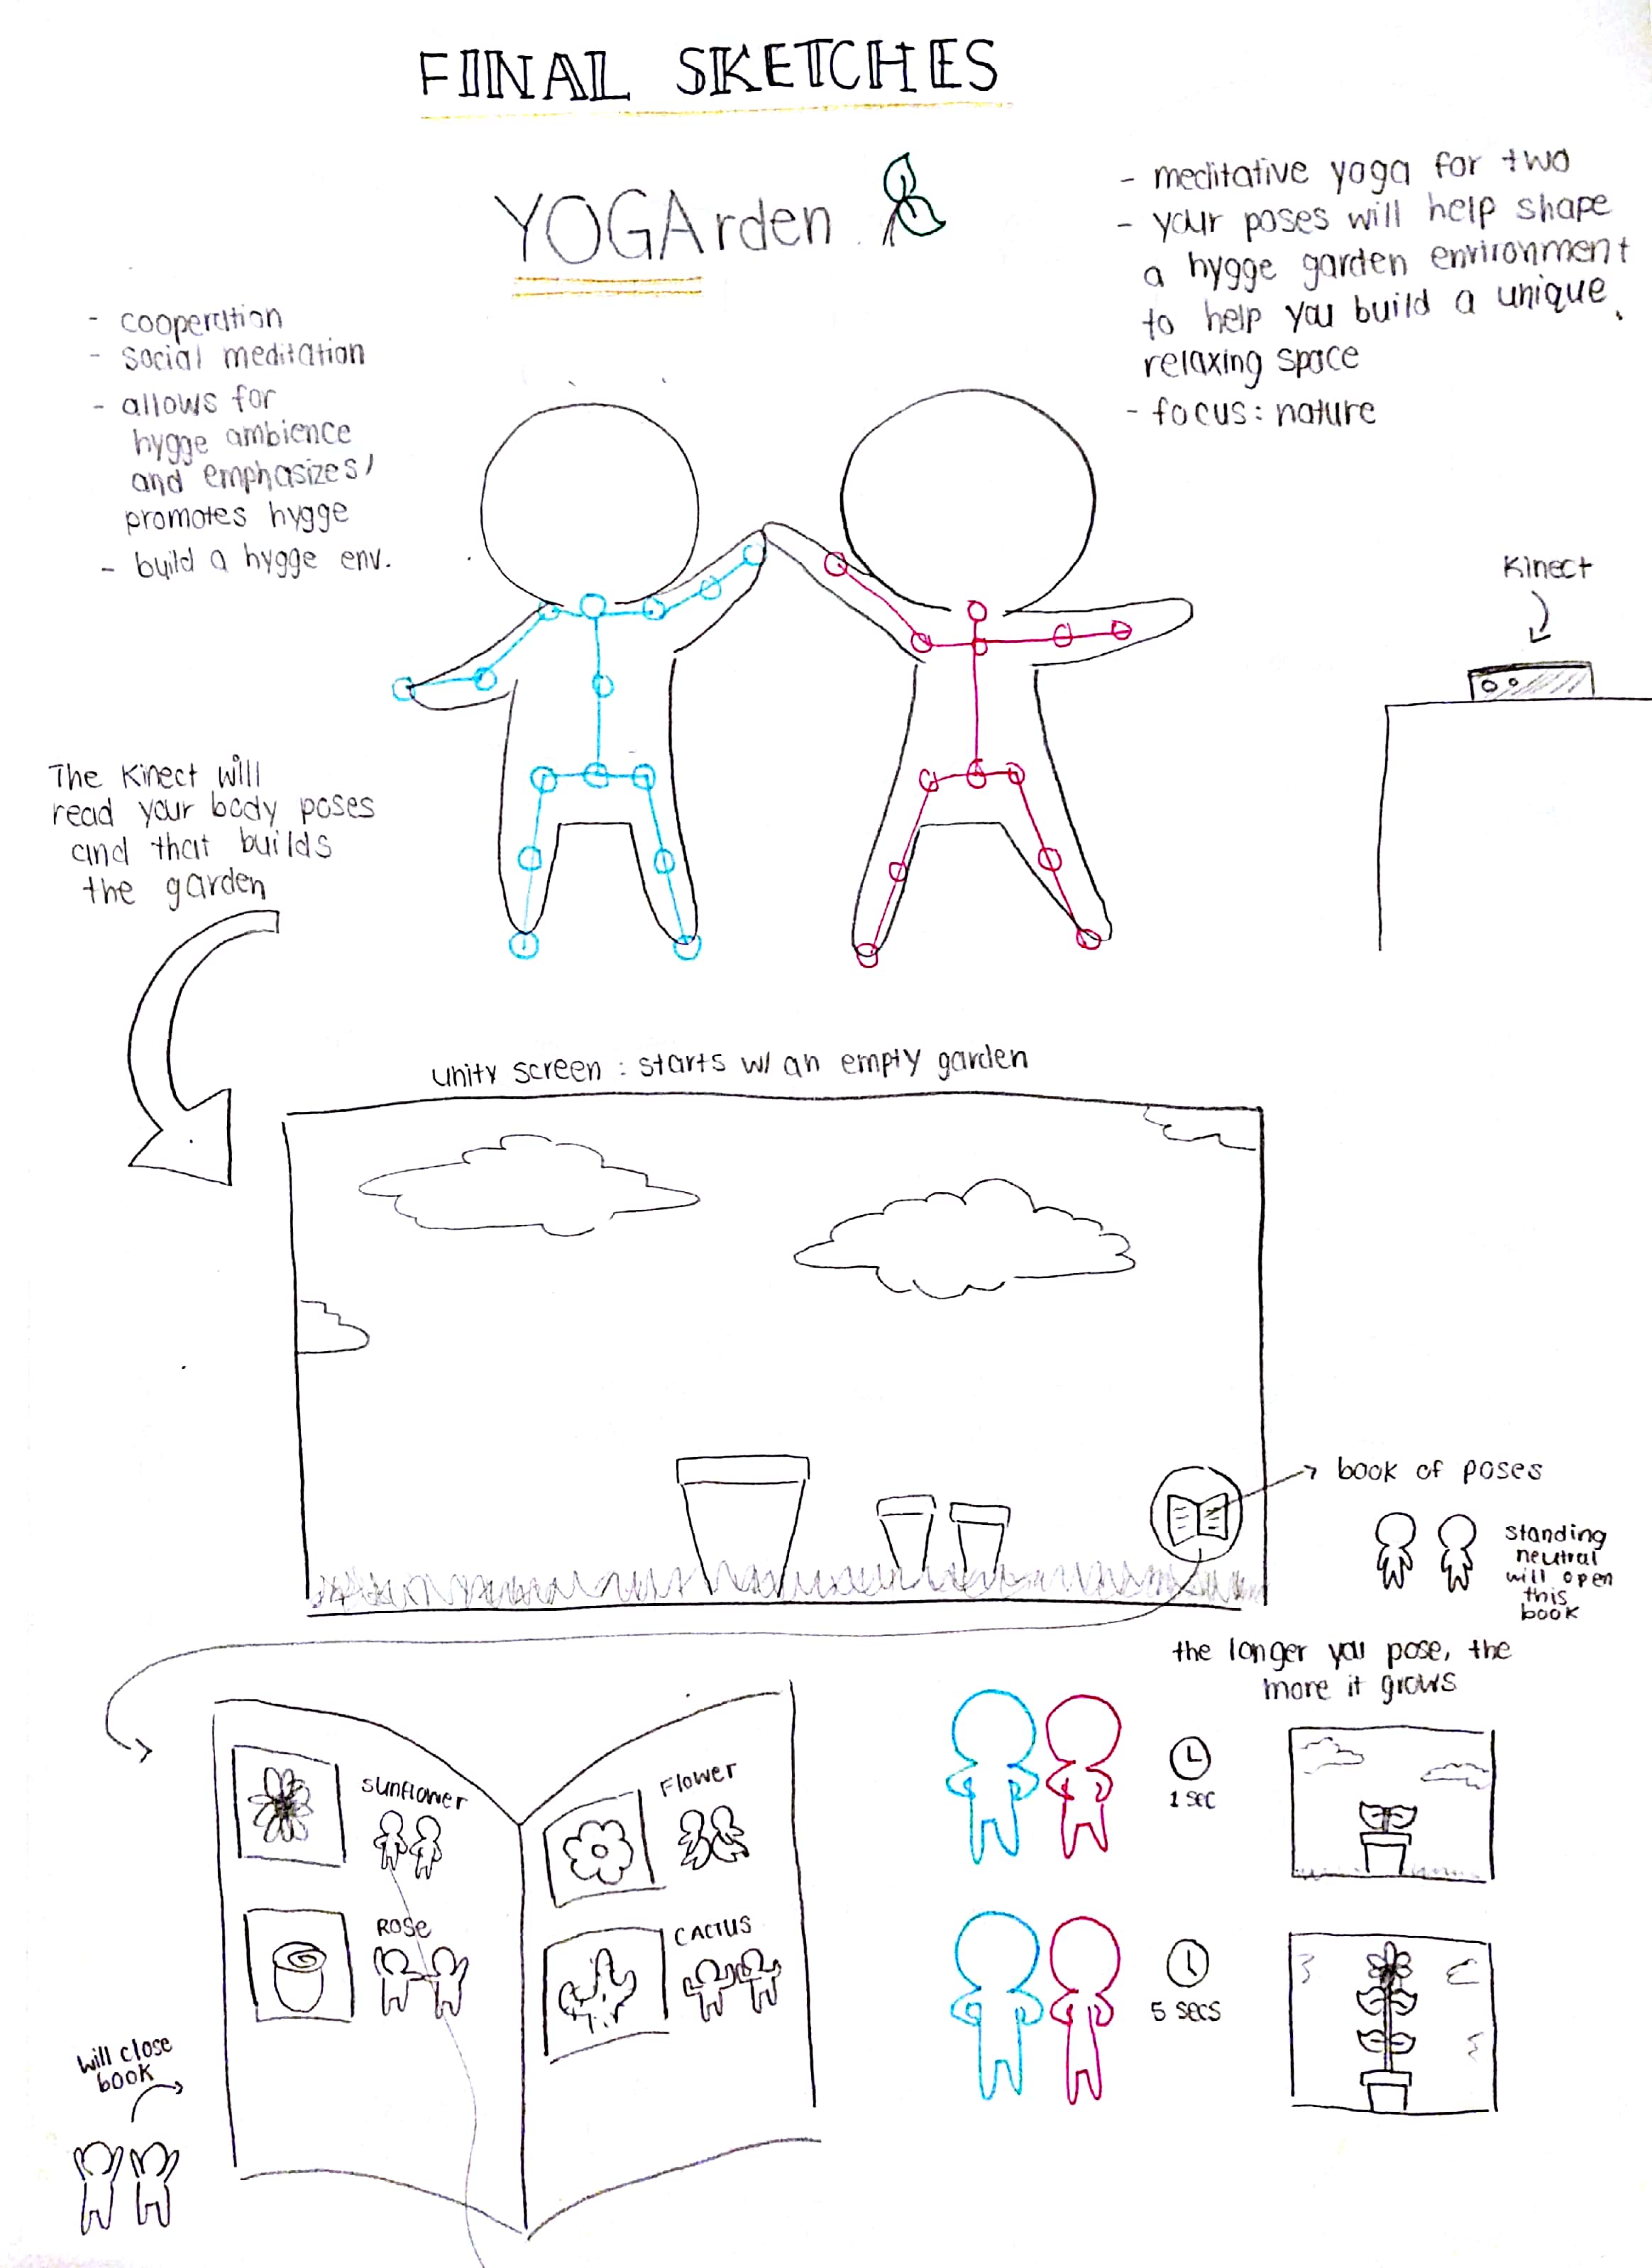 FINAL SKETCHES
YOGArden
- meditative yoga for two
- your poses will help shape
a hygge garden environment
to help you build a unique,
relaxing space
- focus: nature
- cooperation
- social meditation
- allows for
hygge ambience
and emphasizes/
promotes hygge
- build a hygge env.
Kinect
The Kinect will
read your body poses
and that builds
the garden
unity screen : starts w/ an empty garden
book of poses
standing
neutral
will open
this
book
the longer you pose, the
more it grows
sunflower
Flower
1 sec
ROSE
CACTUS
5 secs
will close
book